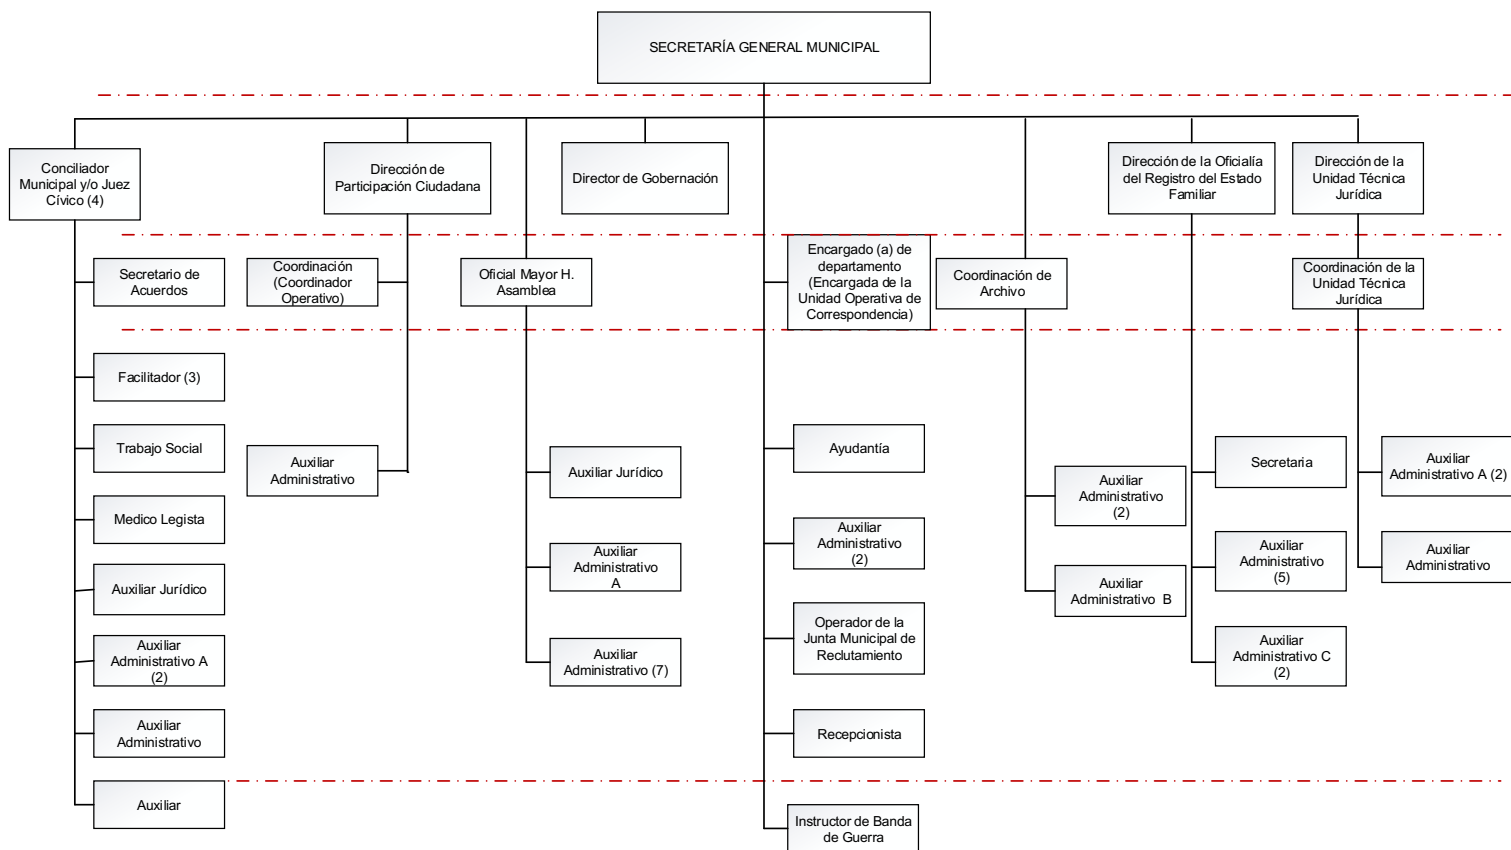 SECRETARÍA GENERAL MUNICIPAL
Conciliador
Municipal y/o Juez
Cívico (4)
Dirección de
Participación Ciudadana
Director de Gobernación
Dirección de la Oficialía
del Registro del Estado
Familiar
Dirección de la
Unidad Técnica
Jurídica
Secretario de
Acuerdos
Coordinación
(Coordinador
Operativo)
Oficial Mayor H.
Asamblea
Encargado (a) de
departamento
(Encargada de la
Unidad Operativa de
Correspondencia)
Coordinación de
Archivo
Coordinación de la
Unidad Técnica
Jurídica
Facilitador (3)
Trabajo Social
Medico Legista
Auxiliar Jurídico
Auxiliar
Administrativo A
(2)
Auxiliar
Administrativo
Auxiliar
Auxiliar
Administrativo
Auxiliar Jurídico
Auxiliar
Administrativo
A
Auxiliar
Administrativo (7)
Ayudantía
Auxiliar
Administrativo
(2)
Operador de la
Junta Municipal de
Reclutamiento
Recepcionista
Instructor de Banda
de Guerra
Auxiliar
Administrativo
(2)
Auxiliar
Administrativo B
Secretaria
Auxiliar
Administrativo
(5)
Auxiliar
Administrativo C
(2)
Auxiliar
Administrativo A (2)
Auxiliar
Administrativo